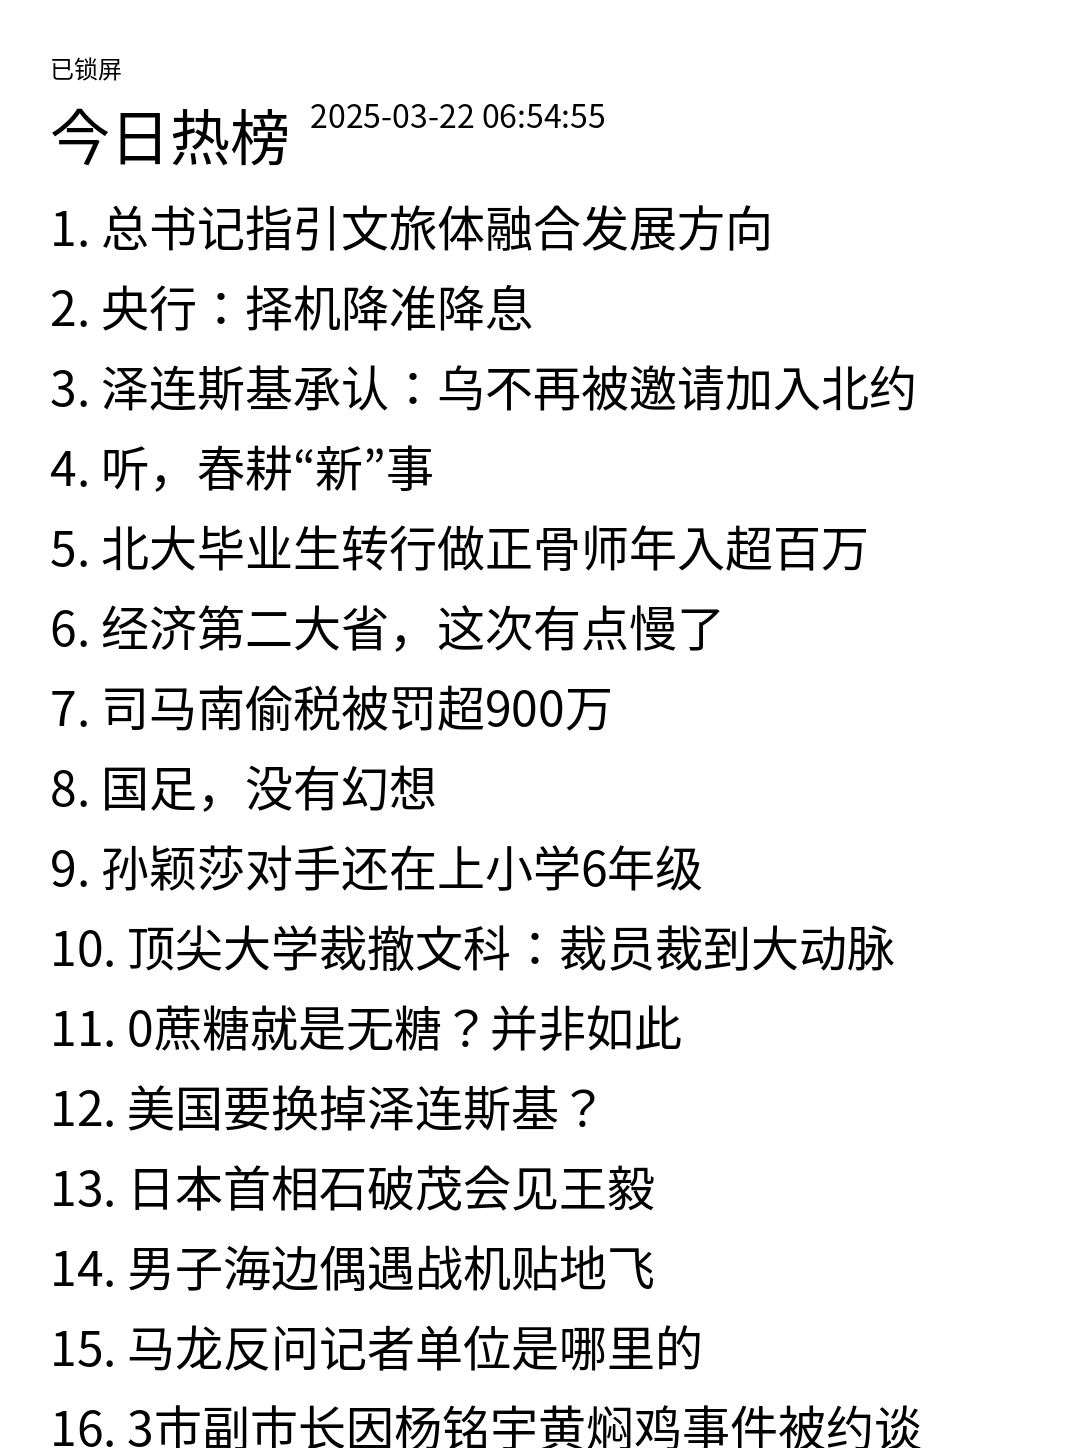 已锁屏
今日热榜 2025-03-22 06:54:55
1. 总书记指引文旅体融合发展方向
2. 央行：择机降准降息
3. 泽连斯基承认：乌不再被邀请加入北约
4. 听，春耕“新”事
5. 北大毕业生转行做正骨师年入超百万
6. 经济第二大省，这次有点慢了
7. 司马南偷税被罚超900万
8. 国足，没有幻想
9. 孙颖莎对手还在上小学6年级
10. 顶尖大学裁撤文科：裁员裁到大动脉
11. 0蔗糖就是无糖？并非如此
12. 美国要换掉泽连斯基？
13. 日本首相石破茂会见王毅
14. 男子海边偶遇战机贴地飞
15. 马龙反问记者单位是哪里的
16. 3市副市长因杨铭宇黄焖鸡事件被约谈